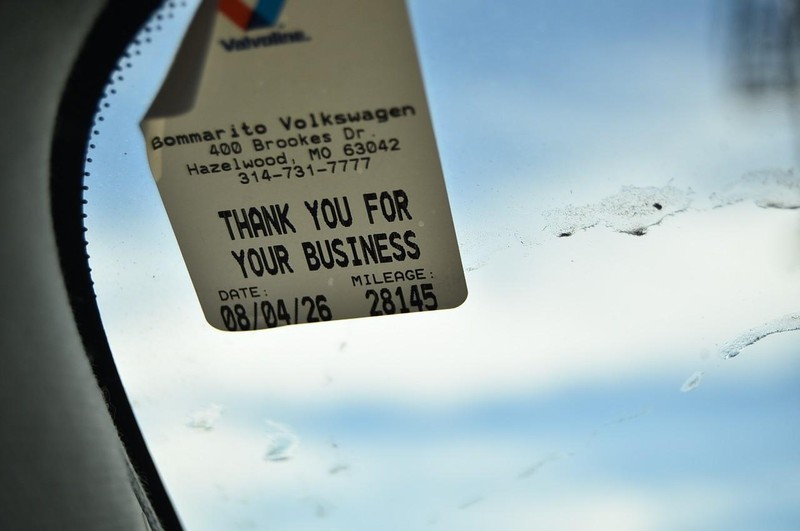 Valvoline.
Bommarito Volkswagen
400 Brookes Dr.
Hazelwood, MO 63042
314-731-7777
THANK YOU FOR
YOUR BUSINESS
DATE: MILEAGE:
08/04/26 28145